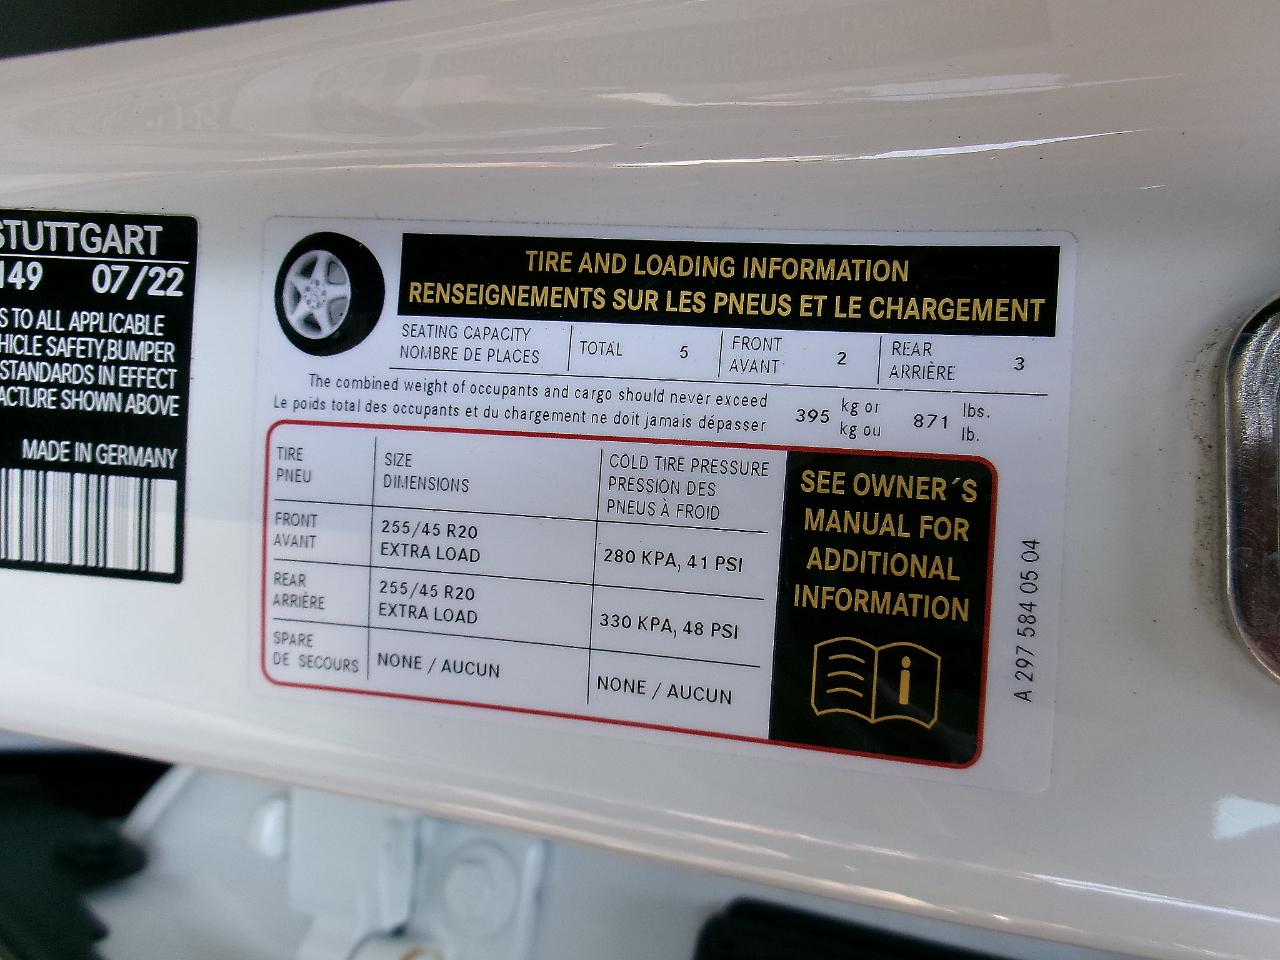 STUTTGART
149 07/22
S TO ALL APPLICABLE
HICLE SAFETY,BUMPER
STANDARDS IN EFFECT
ACTURE SHOWN ABOVE
MADE IN GERMANY
TIRE AND LOADING INFORMATION
RENSEIGNEMENTS SUR LES PNEUS ET LE CHARGEMENT
SEATING CAPACITY
NOMBRE DE PLACES
TOTAL 5
FRONT
AVANT
2
REAR
ARRIÈRE
3
The combined weight of occupants and cargo should never exceed
Le poids total des occupants et du chargement ne doit jamais dépasser
395
kg or
kg ou
871
lbs.
lb.
TIRE
PNEU
SIZE
DIMENSIONS
COLD TIRE PRESSURE
PRESSION DES
PNEUS À FROID
FRONT
AVANT
255/45 R20
EXTRA LOAD
280 KPA, 41 PSI
REAR
ARRIÈRE
255/45 R20
EXTRA LOAD
330 KPA, 48 PSI
SPARE
DE SECOURS
NONE / AUCUN
NONE / AUCUN
SEE OWNER´S
MANUAL FOR
ADDITIONAL
INFORMATION
A 297 584 05 04